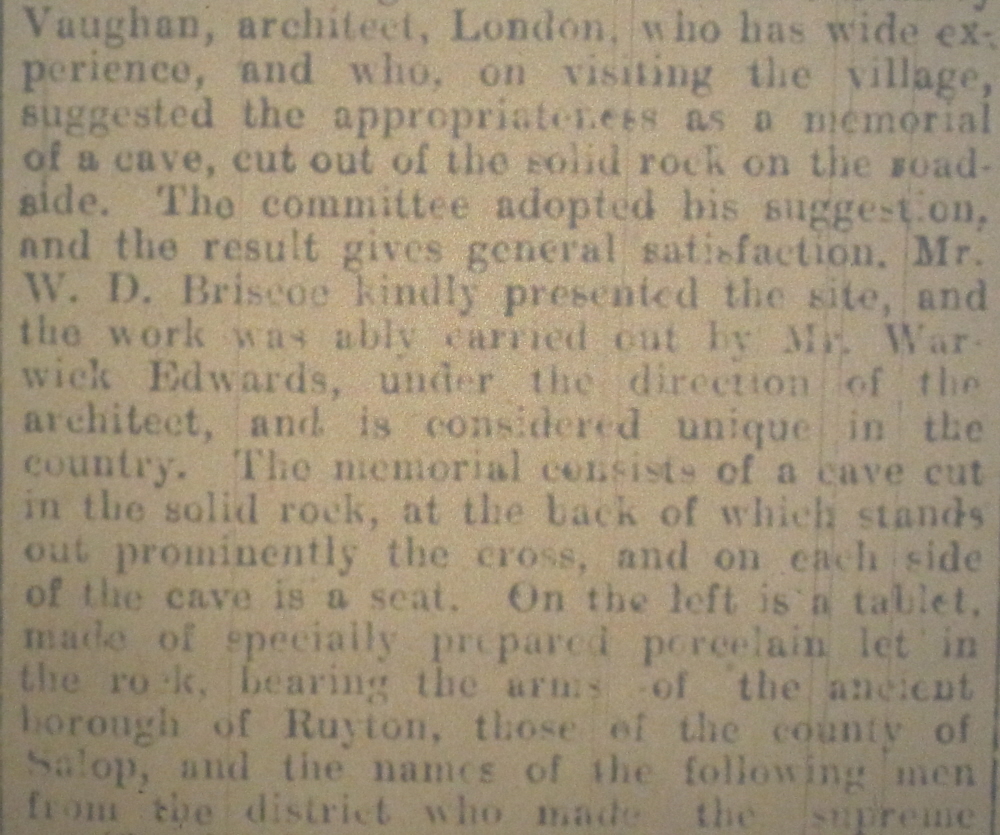 Vaughan, architect, London, who has wide ex-
perience, and who, on visiting the village,
suggested the appropriateness as a memorial
of a cave, cut out of the solid rock on the road-
side. The committee adopted his suggestion,
and the result gives general satisfaction. Mr.
W. D. Briscoe kindly presented the site, and
the work was ably carried out by Mr. War-
wick Edwards, under the direction of the
architect, and is considered unique in the
country. The memorial consists of a cave cut
in the solid rock, at the back of which stands
out prominently the cross, and on each side
of the cave is a seat. On the left is a tablet,
made of specially prepared porcelain let in
the rock, bearing the arms of the ancient
borough of Ruyton, those of the county of
Salop, and the names of the following men
from the district who made the supreme